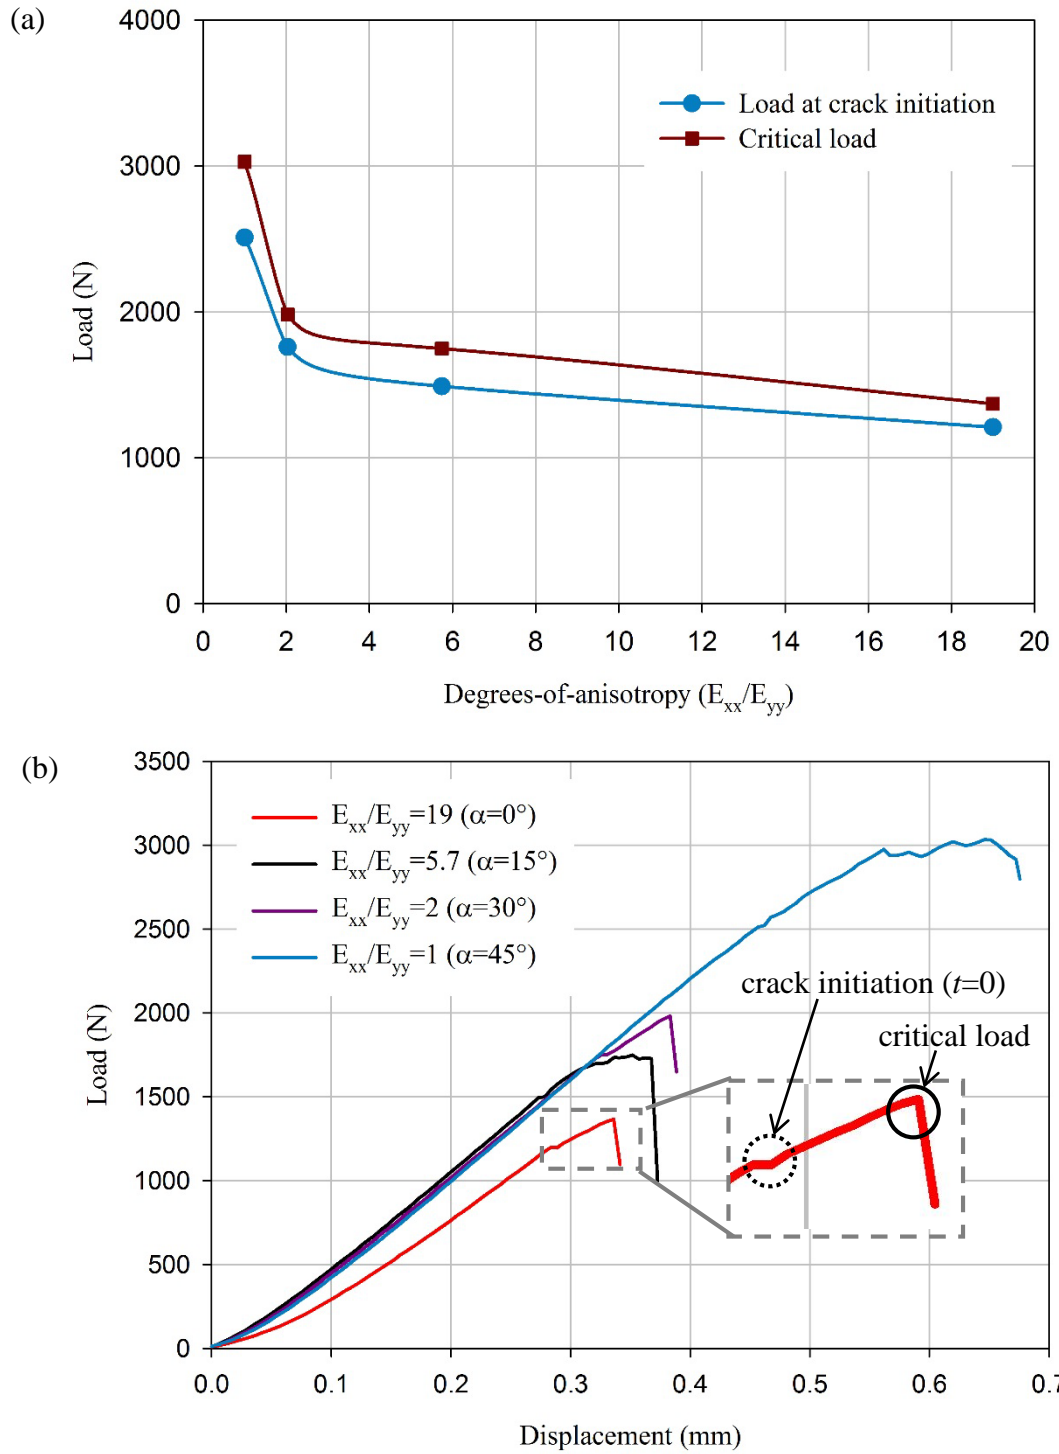 (a)
4000
3000
2000
1000
0
Load (N)
Load at crack initiation
Critical load
0 2 4 6 8 10 12 14 16 18 20
Degrees-of-anisotropy (Exx/Eyy)
(b)
3500
3000
2500
2000
1500
1000
500
0
Load (N)
Exx/Eyy=19 (α=0°)
Exx/Eyy=5.7 (α=15°)
Exx/Eyy=2 (α=30°)
Exx/Eyy=1 (α=45°)
crack initiation (t=0)
critical load
0.0 0.1 0.2 0.3 0.4 0.5 0.6 0.7
Displacement (mm)